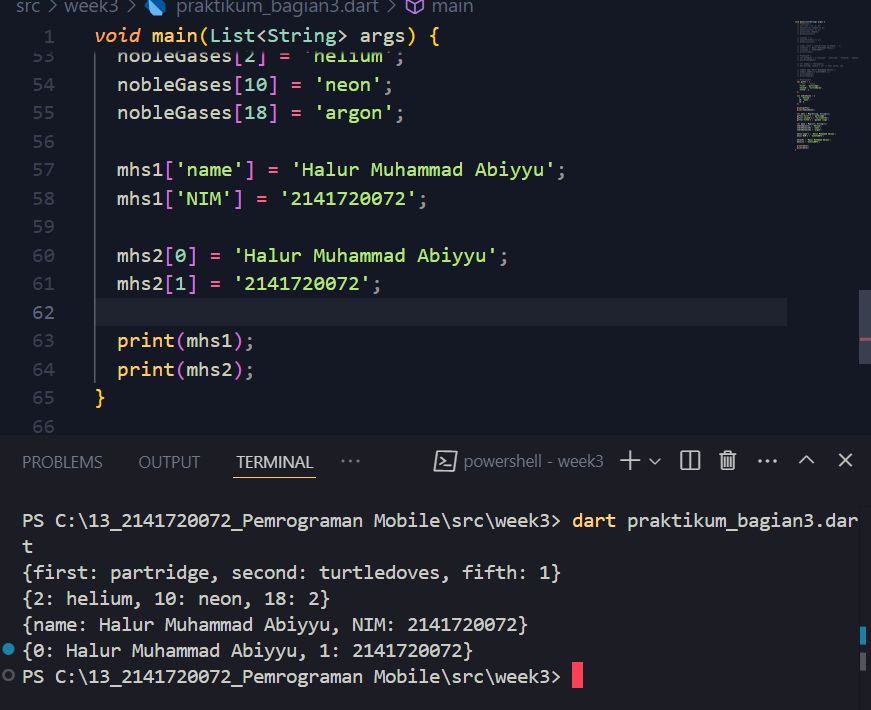 src > week3 > praktikum_bagian3.dart > main
1 void main(List<String> args) {
53 nobleGases[2] = 'helium';
54 nobleGases[10] = 'neon';
55 nobleGases[18] = 'argon';
56
57 mhs1['name'] = 'Halur Muhammad Abiyyu';
58 mhs1['NIM'] = '2141720072';
59
60 mhs2[0] = 'Halur Muhammad Abiyyu';
61 mhs2[1] = '2141720072';
62
63 print(mhs1);
64 print(mhs2);
65 }
66
PROBLEMS OUTPUT TERMINAL ··· powershell - week3
PS C:\13_2141720072_Pemrograman Mobile\src\week3> dart praktikum_bagian3.dar
t
{first: partridge, second: turtledoves, fifth: 1}
{2: helium, 10: neon, 18: 2}
{name: Halur Muhammad Abiyyu, NIM: 2141720072}
{0: Halur Muhammad Abiyyu, 1: 2141720072}
PS C:\13_2141720072_Pemrograman Mobile\src\week3>